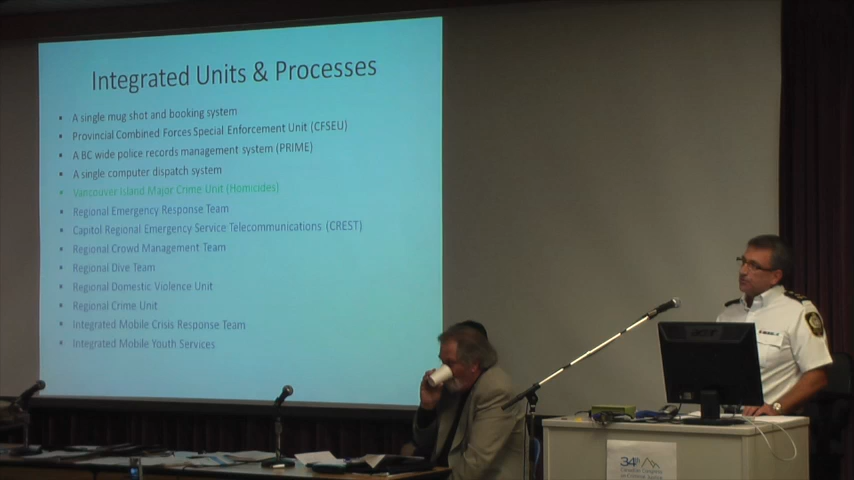 Integrated Units & Processes
• A single mug shot and booking system
• Provincial Combined Forces Special Enforcement Unit (CFSEU)
• A BC wide police records management system (PRIME)
• A single computer dispatch system
• Vancouver Island Major Crime Unit (Homicides)
• Regional Emergency Response Team
• Capitol Regional Emergency Service Telecommunications (CREST)
• Regional Crowd Management Team
• Regional Dive Team
• Regional Domestic Violence Unit
• Regional Crime Unit
• Integrated Mobile Crisis Response Team
• Integrated Mobile Youth Services
34th